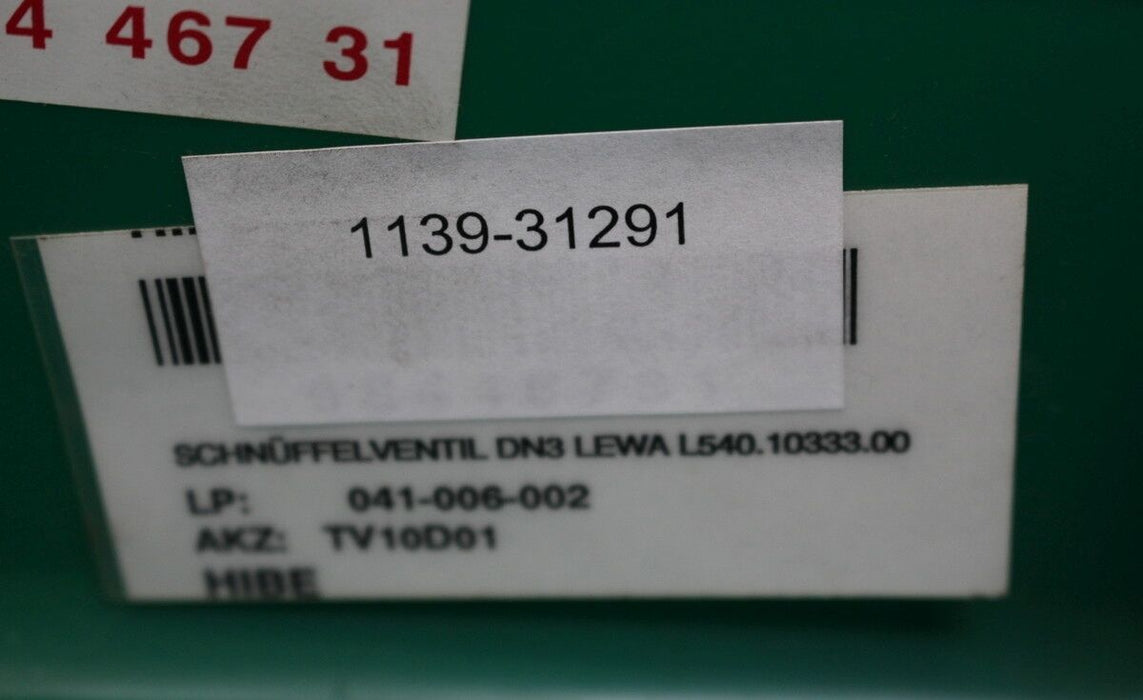 4 467 31
1139-31291
SCHNÜFFELVENTIL DN3 LEWA L540.10333.00
LP: 041-006-002
AKZ: TV10D01
HIBE